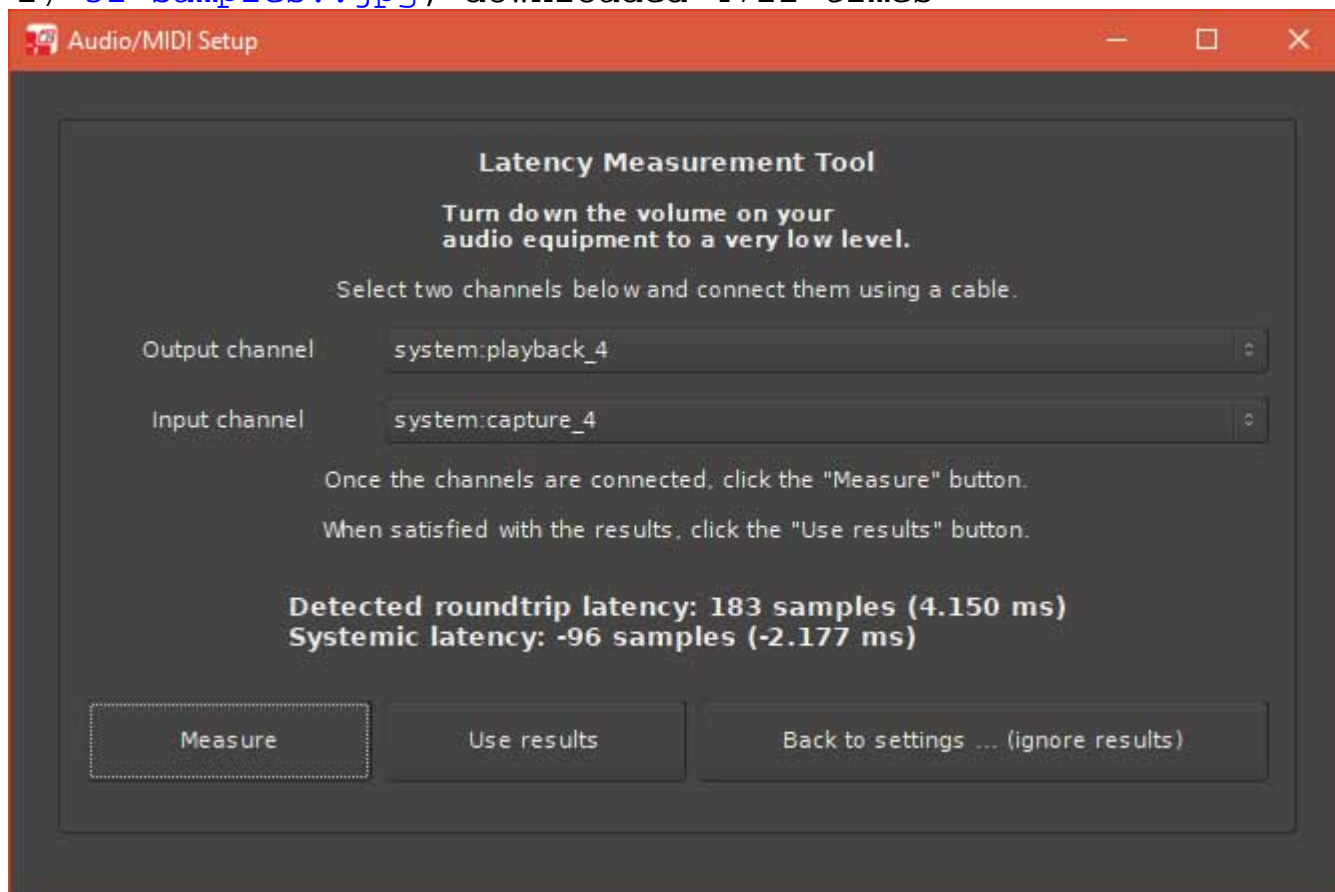 Audio/MIDI Setup
Latency Measurement Tool
Turn down the volume on your
audio equipment to a very low level.
Select two channels below and connect them using a cable.
Output channel system:playback_4
Input channel system:capture_4
Once the channels are connected, click the "Measure" button.
When satisfied with the results, click the "Use results" button.
Detected roundtrip latency: 183 samples (4.150 ms)
Systemic latency: -96 samples (-2.177 ms)
Measure Use results Back to settings ... (ignore results)